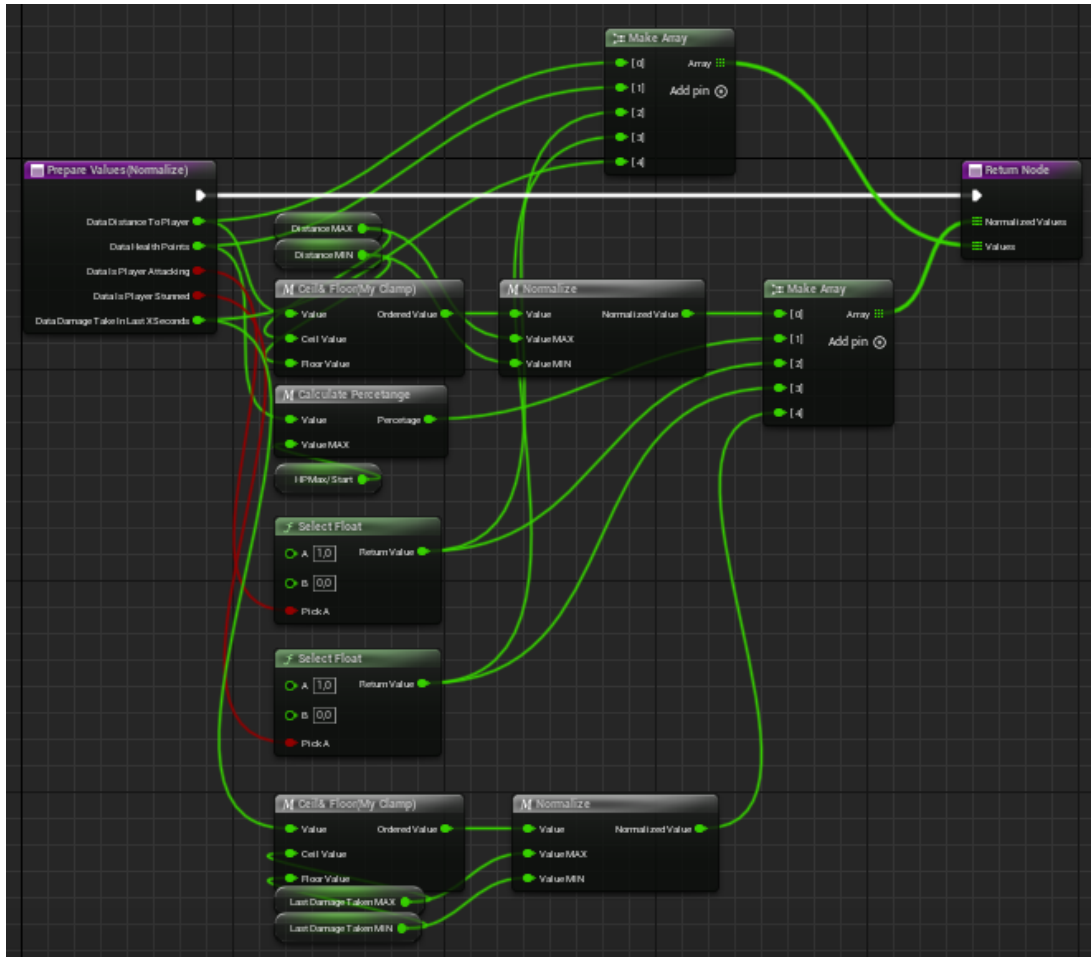 Make Array
[0] Array
[1] Add pin
[2]
[3]
[4]
Prepare Values(Normalize)
Data Distance To Player
Data Health Points
Data Is Player Attacking
Data Is Player Stunned
Data Damage Take In Last X Seconds
Return Node
Normalized Values
Values
Distance MAX
Distance MIN
M Ceil& Floor(My Clamp)
Value Ordered Value
Ceil Value
Floor Value
M Normalize
Value Normalized Value
Value MAX
Value MIN
Make Array
[0] Array
[1] Add pin
[2]
[3]
[4]
M Calculate Percetange
Value Percetage
Value MAX
HPMax/Start
f Select Float
A 1,0 Return Value
B 0,0
Pick A
f Select Float
A 1,0 Return Value
B 0,0
Pick A
M Ceil& Floor(My Clamp)
Value Ordered Value
Ceil Value
Floor Value
Last Damage Taken MAX
Last Damage Taken MIN
M Normalize
Value Normalized Value
Value MAX
Value MIN